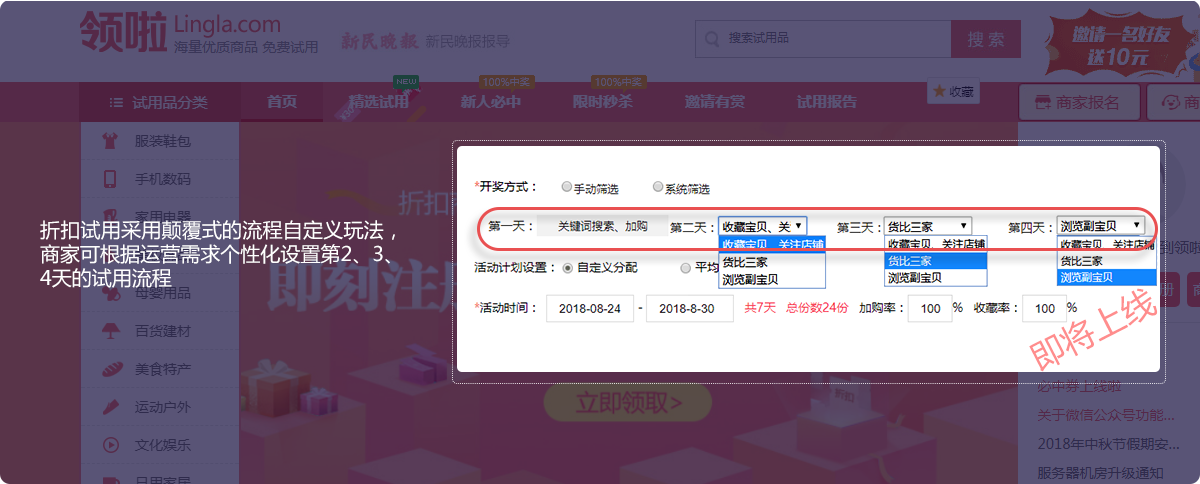 领啦
Lingla.com
海量优质商品 免费试用
新民晚报 新民晚报报导
搜索试用品
搜索
邀请一名好友
送10元
试用品分类
首页
精选试用
NEW
新人必中
100%中奖
限时秒杀
100%中奖
邀请有赏
试用报告
收藏
商家报名
商
服装鞋包
手机数码
家用电器
母婴用品
百货建材
美食特产
运动户外
文化娱乐
日用家居
折扣试用采用颠覆式的流程自定义玩法，
商家可根据运营需求个性化设置第2、3、
4天的试用流程
折扣
即刻注册
立即领取>
折扣
*开奖方式： 手动筛选 系统筛选
第一天： 关键词搜索、加购 第二天： 收藏宝贝、关 第三天： 货比三家 第四天： 浏览副宝贝
收藏宝贝、关注店铺
货比三家
浏览副宝贝
收藏宝贝、关注店铺
货比三家
浏览副宝贝
收藏宝贝、关注店铺
货比三家
浏览副宝贝
活动计划设置： 自定义分配 平均
*活动时间： 2018-08-24 - 2018-8-30 共7天 总份数24份 加购率： 100 % 收藏率： 100 %
即将上线
到领啦
册
商
必中券上线啦
关于微信公众号功能...
2018年中秋节假期安...
服务器机房升级通知